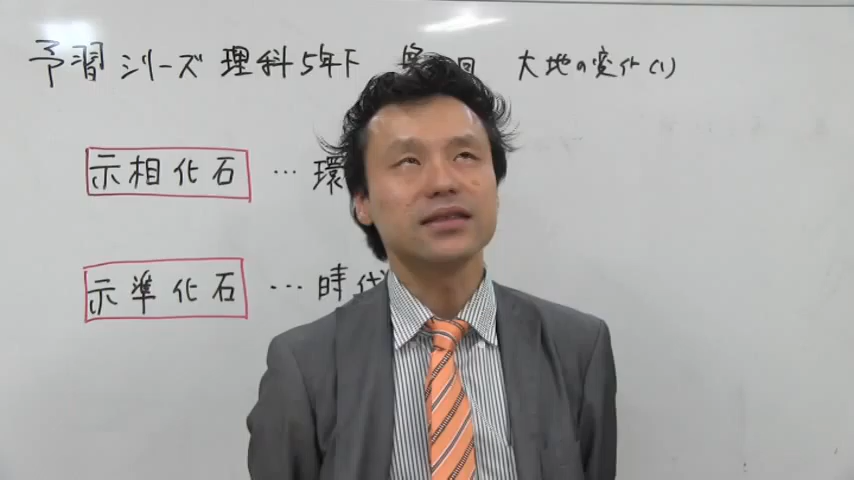 予習シリーズ 理科5年下 回 大地の変化(1)
示相化石 … 環
示準化石 … 時代